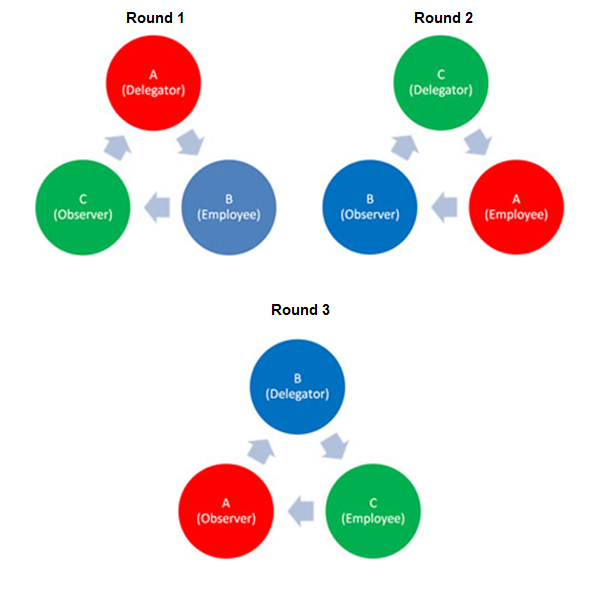 Round 1
A
(Delegator)
B
(Employee)
C
(Observer)
Round 2
C
(Delegator)
A
(Employee)
B
(Observer)
Round 3
B
(Delegator)
C
(Employee)
A
(Observer)